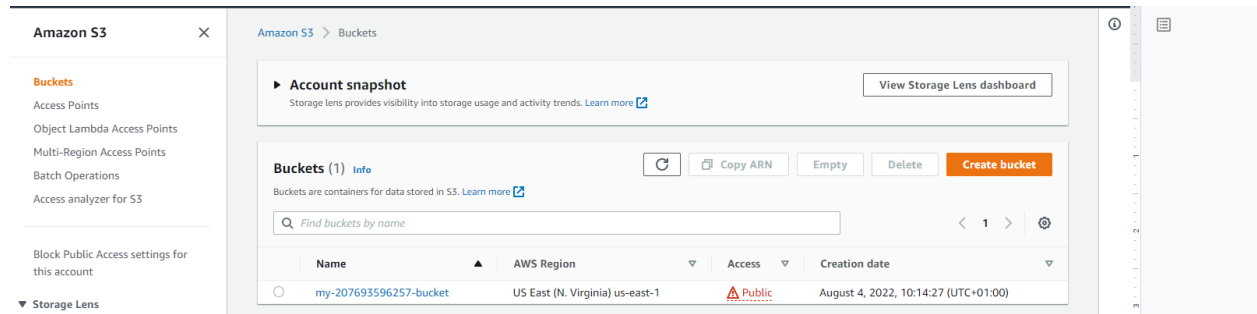 Amazon S3
Buckets
Access Points
Object Lambda Access Points
Multi-Region Access Points
Batch Operations
Access analyzer for S3
Block Public Access settings for
this account
Storage Lens
Amazon S3 > Buckets
Account snapshot
Storage lens provides visibility into storage usage and activity trends. Learn more
View Storage Lens dashboard
Buckets (1) Info
Buckets are containers for data stored in S3. Learn more
Copy ARN
Empty
Delete
Create bucket
Find buckets by name
< 1 >
Name AWS Region Access Creation date
my-207693596257-bucket US East (N. Virginia) us-east-1 Public August 4, 2022, 10:14:27 (UTC+01:00)
1
2
3